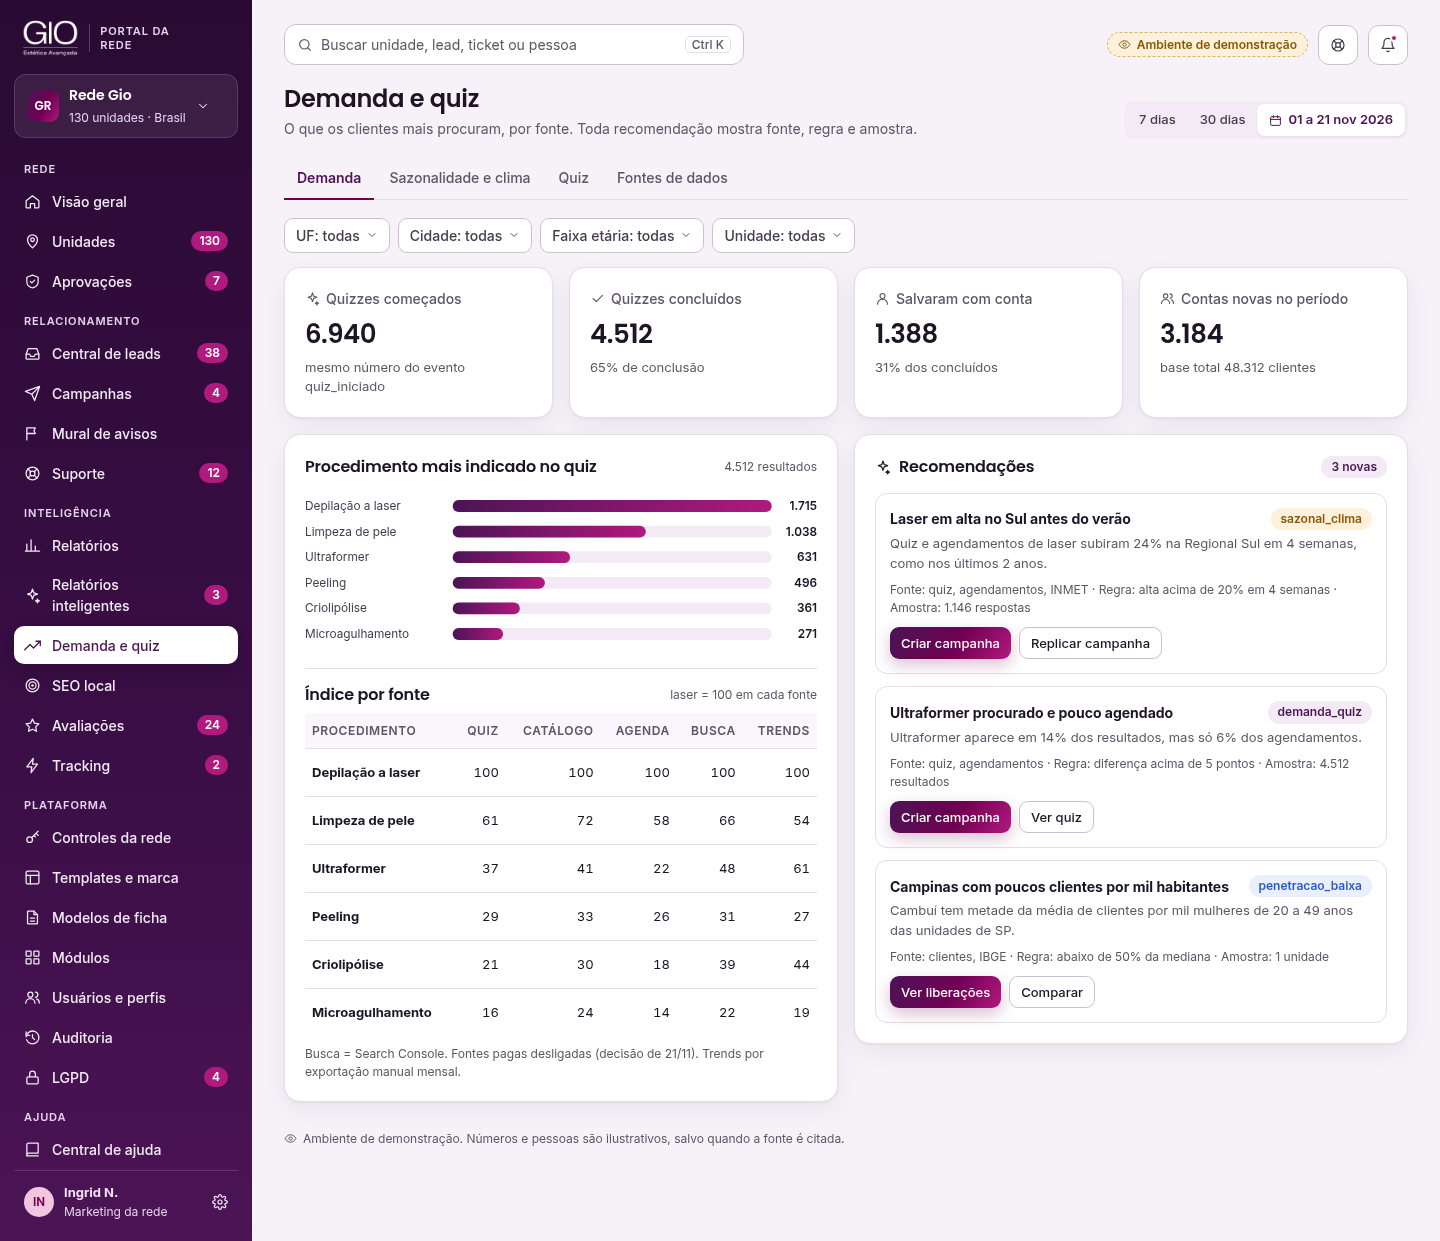 GIO
Estética Avançada
PORTAL DA
REDE
GR
Rede Gio
130 unidades · Brasil
REDE
Visão geral
Unidades 130
Aprovações 7
RELACIONAMENTO
Central de leads 38
Campanhas 4
Mural de avisos
Suporte 12
INTELIGÊNCIA
Relatórios
Relatórios
inteligentes 3
Demanda e quiz
SEO local
Avaliações 24
Tracking 2
PLATAFORMA
Controles da rede
Templates e marca
Modelos de ficha
Módulos
Usuários e perfis
Auditoria
LGPD 4
AJUDA
Central de ajuda
IN
Ingrid N.
Marketing da rede
Buscar unidade, lead, ticket ou pessoa Ctrl K
Ambiente de demonstração
Demanda e quiz
O que os clientes mais procuram, por fonte. Toda recomendação mostra fonte, regra e amostra.
7 dias 30 dias 01 a 21 nov 2026
Demanda Sazonalidade e clima Quiz Fontes de dados
UF: todas Cidade: todas Faixa etária: todas Unidade: todas
Quizzes começados
6.940
mesmo número do evento
quiz_iniciado
Quizzes concluídos
4.512
65% de conclusão
Salvaram com conta
1.388
31% dos concluídos
Contas novas no período
3.184
base total 48.312 clientes
Procedimento mais indicado no quiz 4.512 resultados
Depilação a laser 1.715
Limpeza de pele 1.038
Ultraformer 631
Peeling 496
Criolipólise 361
Microagulhamento 271
Índice por fonte laser = 100 em cada fonte
PROCEDIMENTO QUIZ CATÁLOGO AGENDA BUSCA TRENDS
Depilação a laser 100 100 100 100 100
Limpeza de pele 61 72 58 66 54
Ultraformer 37 41 22 48 61
Peeling 29 33 26 31 27
Criolipólise 21 30 18 39 44
Microagulhamento 16 24 14 22 19
Busca = Search Console. Fontes pagas desligadas (decisão de 21/11). Trends por
exportação manual mensal.
Recomendações 3 novas
Laser em alta no Sul antes do verão sazonal_clima
Quiz e agendamentos de laser subiram 24% na Regional Sul em 4 semanas,
como nos últimos 2 anos.
Fonte: quiz, agendamentos, INMET · Regra: alta acima de 20% em 4 semanas ·
Amostra: 1.146 respostas
Criar campanha Replicar campanha
Ultraformer procurado e pouco agendado demanda_quiz
Ultraformer aparece em 14% dos resultados, mas só 6% dos agendamentos.
Fonte: quiz, agendamentos · Regra: diferença acima de 5 pontos · Amostra: 4.512
resultados
Criar campanha Ver quiz
Campinas com poucos clientes por mil habitantes penetracao_baixa
Cambuí tem metade da média de clientes por mil mulheres de 20 a 49 anos
das unidades de SP.
Fonte: clientes, IBGE · Regra: abaixo de 50% da mediana · Amostra: 1 unidade
Ver liberações Comparar
Ambiente de demonstração. Números e pessoas são ilustrativos, salvo quando a fonte é citada.